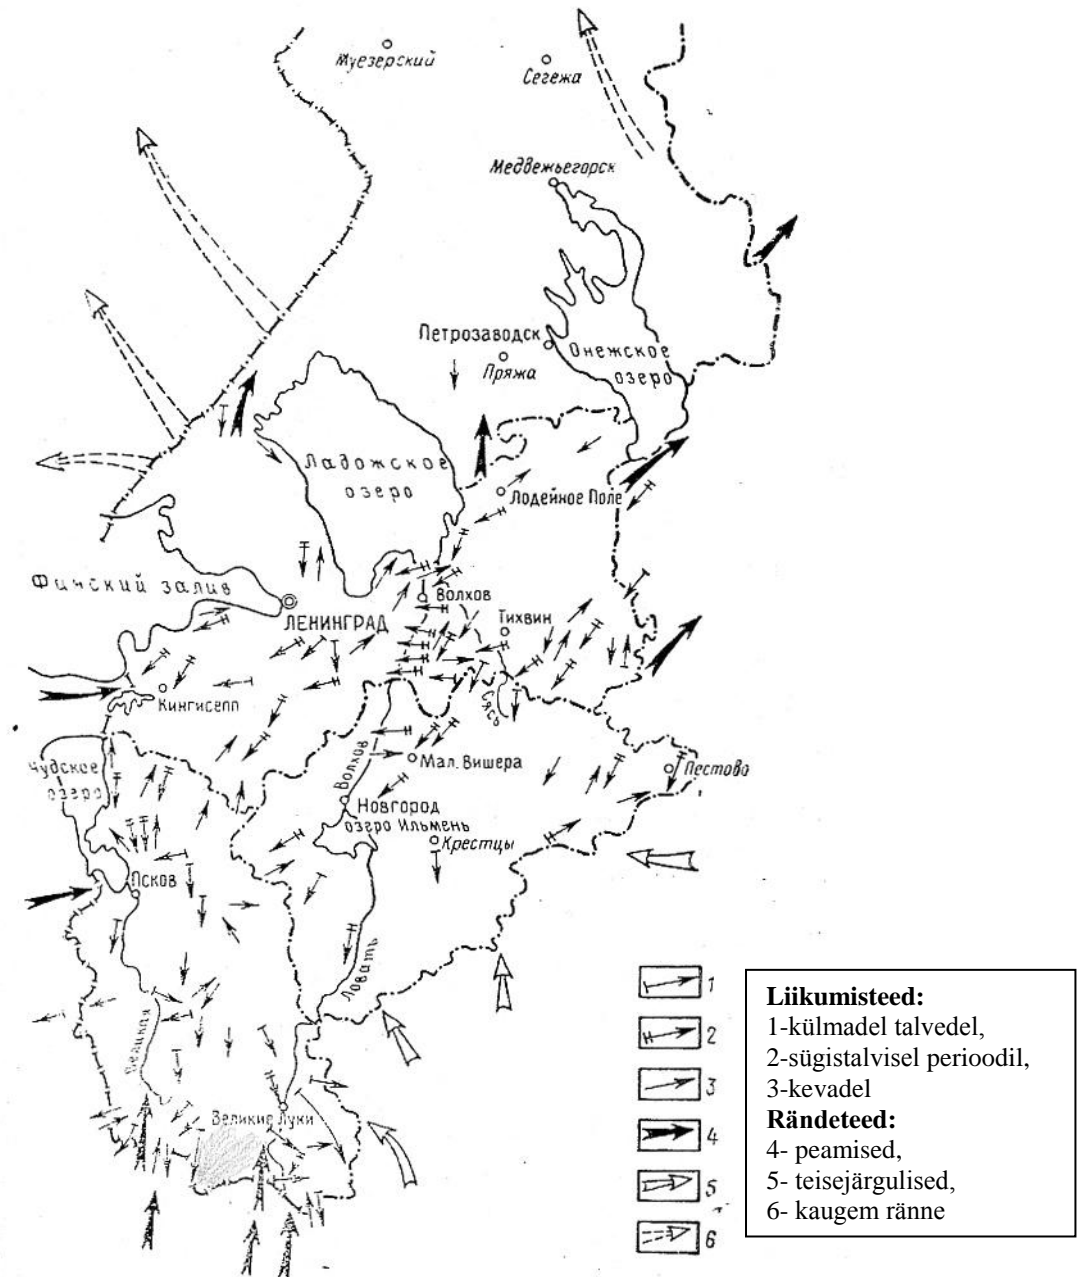 Муезерский
Сегежа
Медвежьегорск
Петрозаводск
Пряжа
Онежское
озеро
Ладожское
озеро
Лодейное Поле
Финский залив
ЛЕНИНГРАД
Волхов
Тихвин
Кингисепп
Сясь
Чудское
озеро
Волхов
Мал. Вишера
Пестово
Новгород
озеро Ильмень
Крестцы
Псков
Ловать
Великая
Великие Луки
1
2
3
4
5
6
Liikumisteed:
1-külmadel talvedel,
2-sügistalvisel perioodil,
3-kevadel
Rändeteed:
4- peamised,
5- teisejärgulised,
6- kaugem ränne